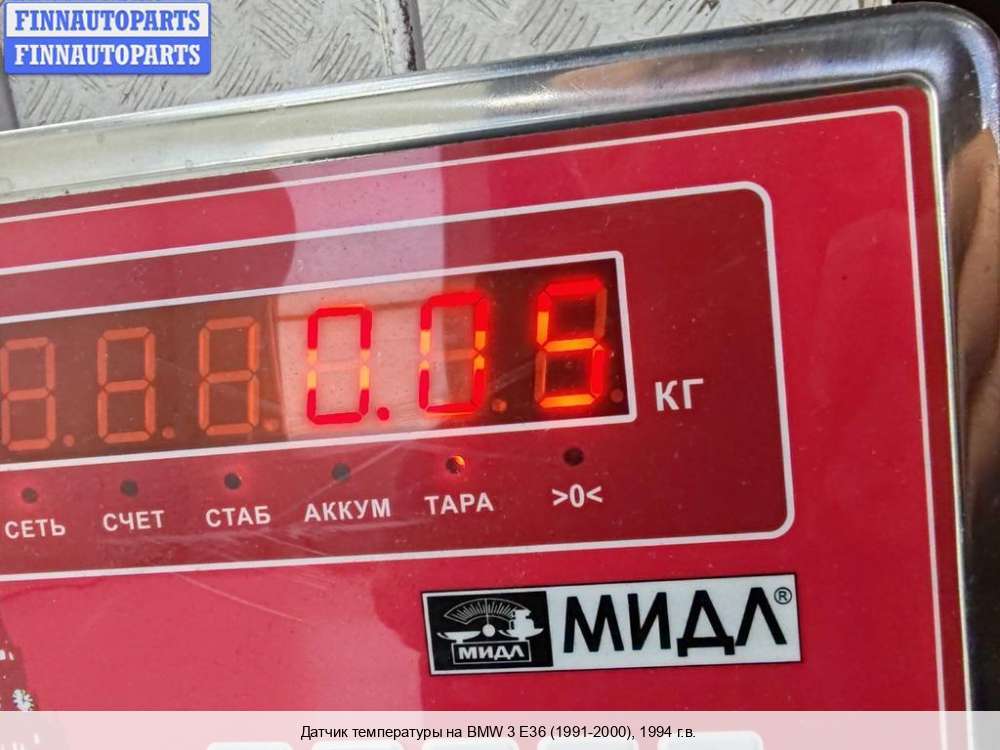 FINNAUTOPARTS
FINNAUTOPARTS
0.05
КГ
СЕТЬ СЧЕТ СТАБ АККУМ ТАРА >0<
МИДЛ
МИДЛ®
Датчик температуры на BMW 3 E36 (1991-2000), 1994 г.в.